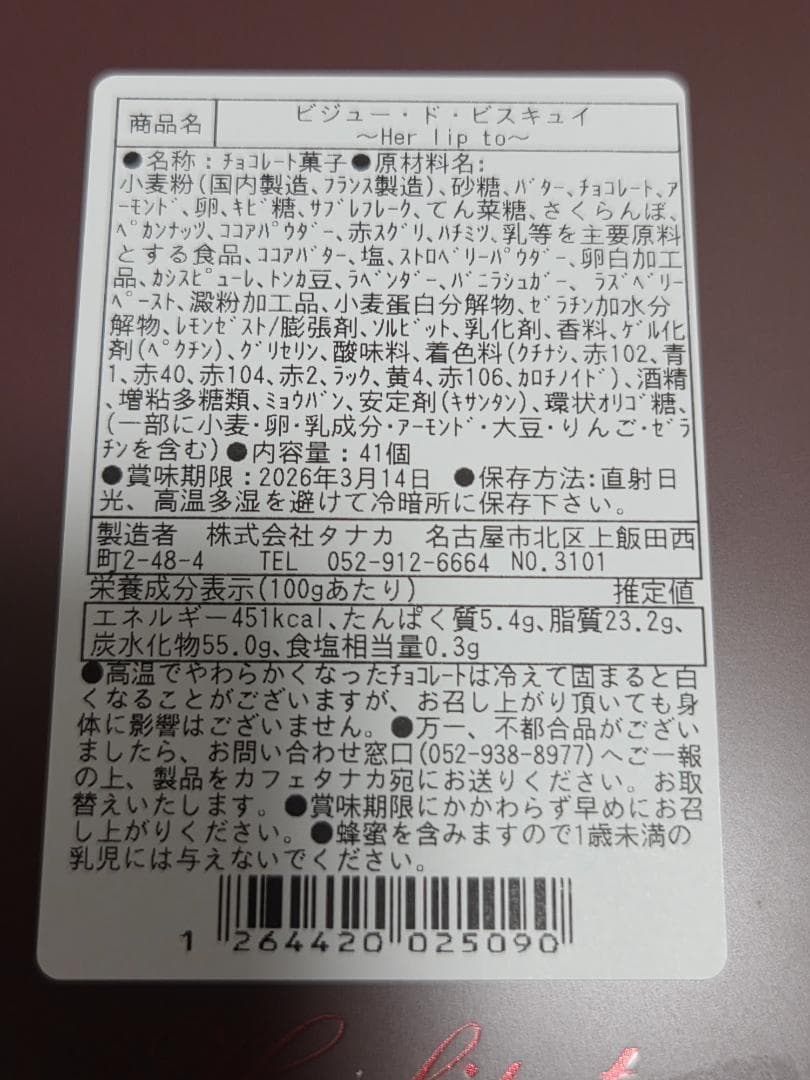 商品名
ビジュー・ド・ビスキュイ
～Her lip to～
●名称：ﾁｮｺﾚｰﾄ菓子●原材料名：
小麦粉(国内製造、ﾌﾗﾝｽ製造)、砂糖、ﾊﾞﾀｰ、ﾁｮｺﾚｰﾄ、ｱ
ｰﾓﾝﾄﾞ、卵、ｷﾋﾞ糖、ｻﾌﾞﾚﾌﾚｰｸ、てん菜糖、さくらんぼ、
ﾍﾟｶﾝﾅｯﾂ、ｺｺｱﾊﾟｳﾀﾞｰ、赤ｽｸﾞﾘ、ﾊﾁﾐﾂ、乳等を主要原料
とする食品、ｺｺｱﾊﾞﾀｰ、塩、ｽﾄﾛﾍﾞﾘｰﾊﾟｳﾀﾞｰ、卵白加工
品、ｶｼｽﾋﾟｭｰﾚ、ﾄﾝｶ豆、ﾗﾍﾞﾝﾀﾞｰ、ﾊﾞﾆﾗｼｭｶﾞｰ、ﾗｽﾞﾍﾞﾘｰ
ﾍﾟｰｽﾄ、澱粉加工品、小麦蛋白分解物、ｾﾞﾗﾁﾝ加水分
解物、ﾚﾓﾝｾﾞｽﾄ/膨張剤、ｿﾙﾋﾞｯﾄ、乳化剤、香料、ｹﾞﾙ化
剤(ﾍﾟｸﾁﾝ)、ｸﾞﾘｾﾘﾝ、酸味料、着色料(ｸﾁﾅｼ、赤102、青
1、赤40、赤104、赤2、ﾗｯｸ、黄4、赤106、ｶﾛﾁﾉｲﾄﾞ)、酒精
、増粘多糖類、ﾐｮｳﾊﾞﾝ、安定剤(ｷｻﾝﾀﾝ)、環状ｵﾘｺﾞ糖、
(一部に小麦・卵・乳成分・ｱｰﾓﾝﾄﾞ・大豆・りんご・ｾﾞﾗ
ﾁﾝを含む)●内容量：41個
●賞味期限：2026年3月14日 ●保存方法：直射日
光、高温多湿を避けて冷暗所に保存下さい。
製造者 株式会社タナカ 名古屋市北区上飯田西
町2-48-4 TEL 052-912-6664 NO.3101
栄養成分表示(100gあたり) 推定値
エネルギー451kcal、たんぱく質5.4g、脂質23.2g、
炭水化物55.0g、食塩相当量0.3g
●高温でやわらかくなったﾁｮｺﾚｰﾄは冷えて固まると白
くなることがございますが、お召し上がり頂いても身
体に影響はございません。●万一、不都合品がござい
ましたら、お問い合わせ窓口(052-938-8977)へご一報
の上、製品をカフェタナカ宛にお送りください。お取
替えいたします。●賞味期限にかかわらず早めにお召
し上がりください。●蜂蜜を含みますので1歳未満の
乳児には与えないでください。
1 264420 025090